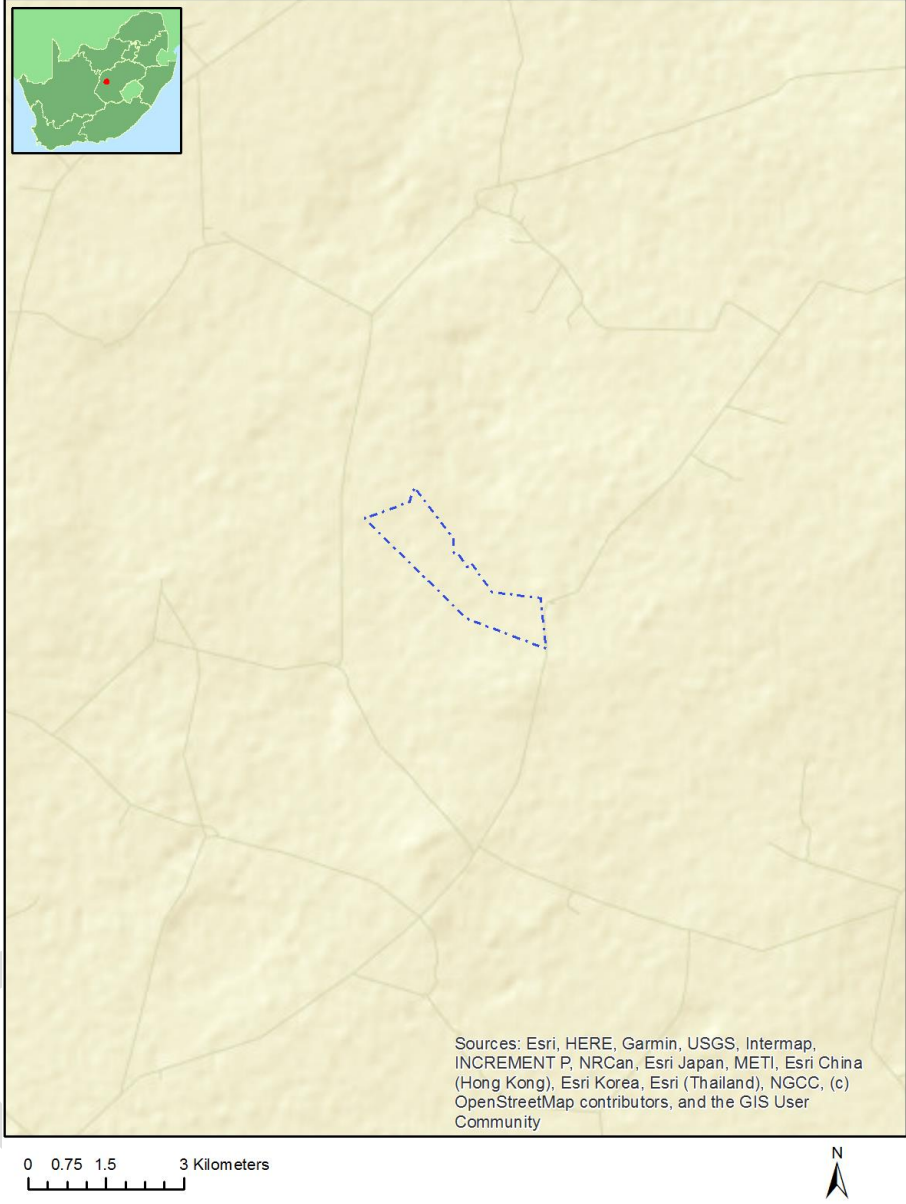 Sources: Esri, HERE, Garmin, USGS, Intermap,
INCREMENT P, NRCan, Esri Japan, METI, Esri China
(Hong Kong), Esri Korea, Esri (Thailand), NGCC, (c)
OpenStreetMap contributors, and the GIS User
Community
0 0.75 1.5 3 Kilometers
N